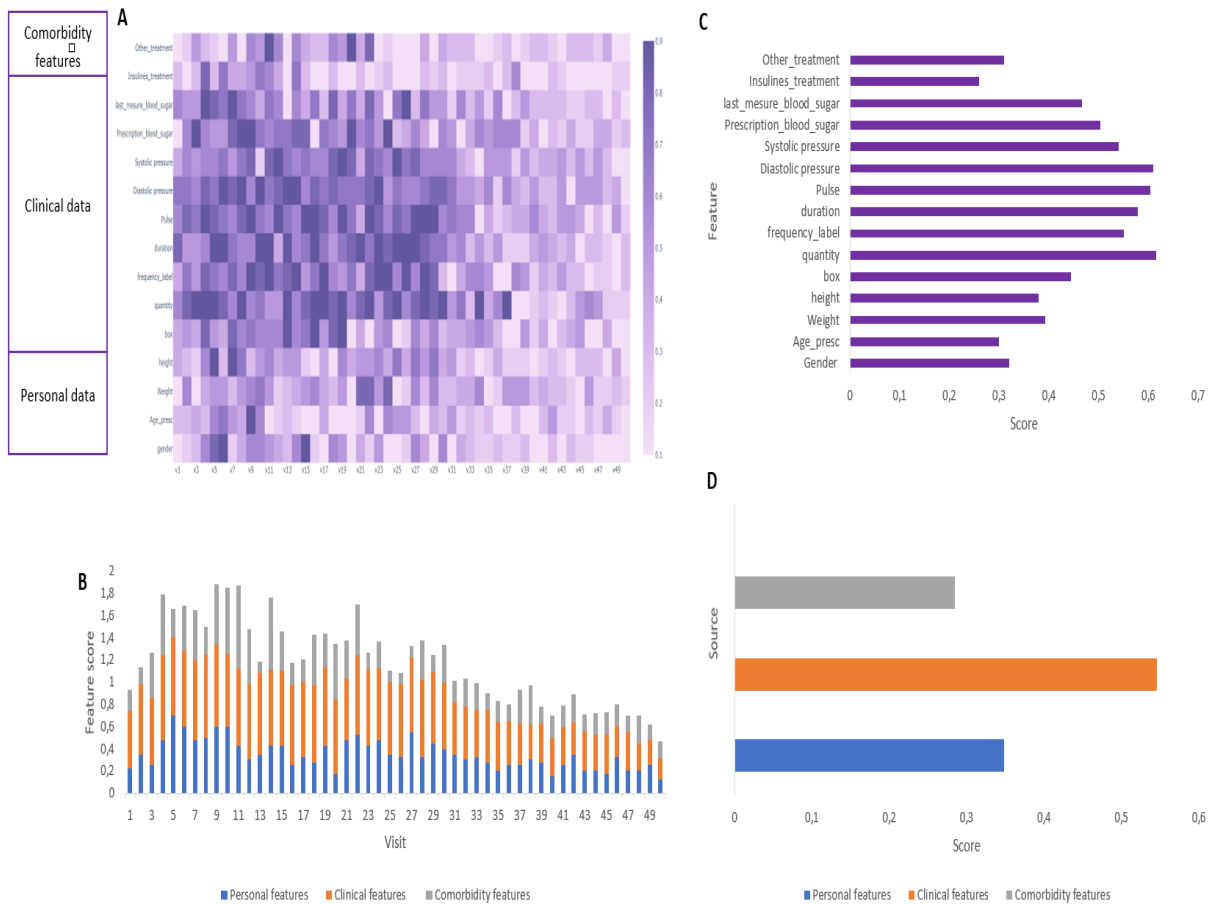 Comorbidity
features
Clinical data
Personal data
A
Other_treatment
Insulines_treatment
last_mesure_blood_sugar
Prescription_blood_sugar
Systolic pressure
Diastolic pressure
Pulse
duration
frequency_label
quantity
box
height
Weight
Age_presc
gender
v1 v3 v5 v7 v9 v11 v13 v15 v17 v19 v21 v23 v25 v27 v29 v31 v33 v35 v37 v39 v41 v43 v45 v47 v49
0.9
0.8
0.7
0.6
0.5
0.4
0.3
0.2
0.1
C
Feature
Other_treatment
Insulines_treatment
last_mesure_blood_sugar
Prescription_blood_sugar
Systolic pressure
Diastolic pressure
Pulse
duration
frequency_label
quantity
box
height
Weight
Age_presc
Gender
0 0,1 0,2 0,3 0,4 0,5 0,6 0,7
Score
B
Feature score
2
1,8
1,6
1,4
1,2
1
0,8
0,6
0,4
0,2
0
1 3 5 7 9 11 13 15 17 19 21 23 25 27 29 31 33 35 37 39 41 43 45 47 49
Visit
Personal features Clinical features Comorbidity features
D
Source
0 0,1 0,2 0,3 0,4 0,5 0,6
Score
Personal features Clinical features Comorbidity features